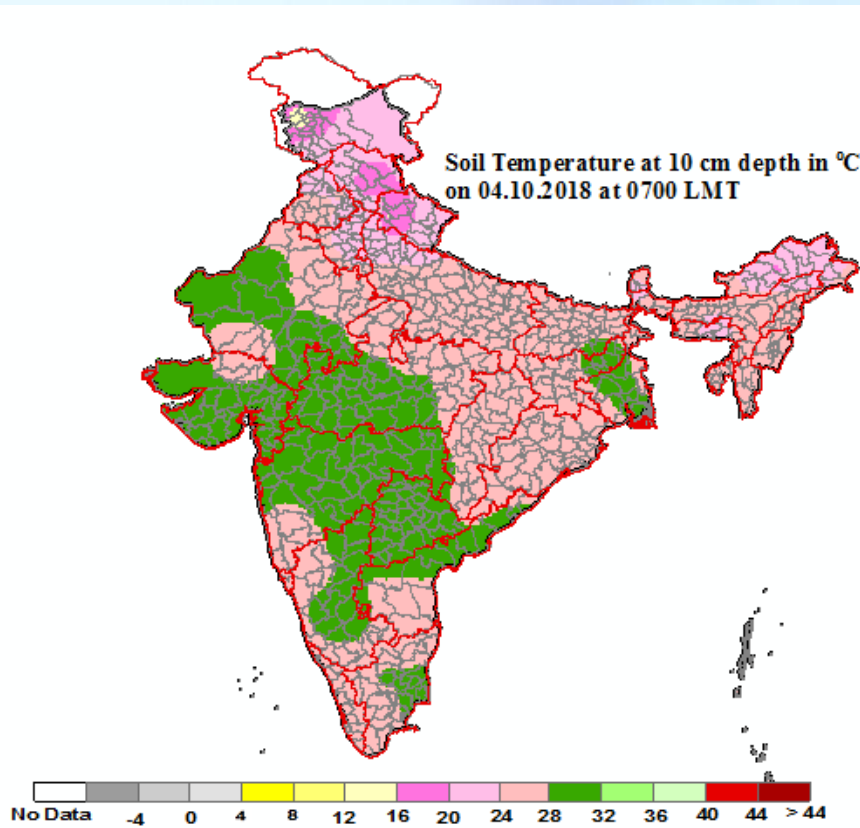 Soil Temperature at 10 cm depth in ⁰C
on 04.10.2018 at 0700 LMT
No Data -4 0 4 8 12 16 20 24 28 32 36 40 44 > 44